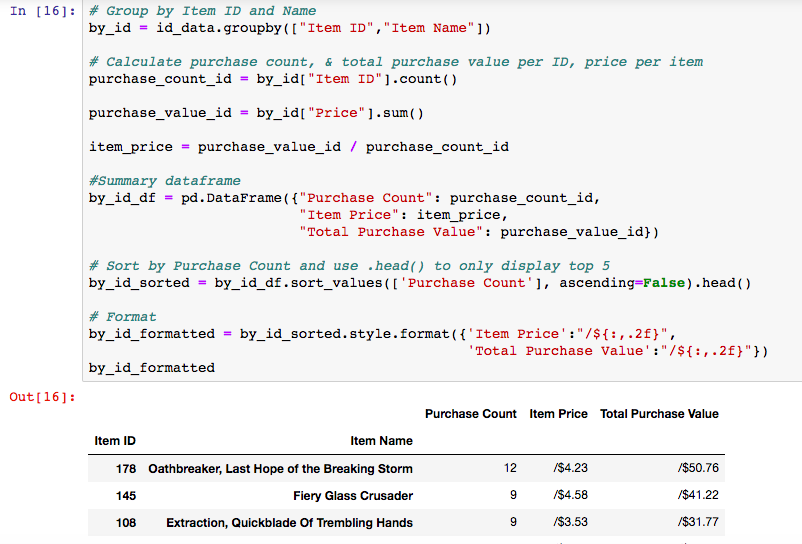 In [16]: # Group by Item ID and Name
by_id = id_data.groupby(["Item ID","Item Name"])
# Calculate purchase count, & total purchase value per ID, price per item
purchase_count_id = by_id["Item ID"].count()
purchase_value_id = by_id["Price"].sum()
item_price = purchase_value_id / purchase_count_id
#Summary dataframe
by_id_df = pd.DataFrame({"Purchase Count": purchase_count_id,
"Item Price": item_price,
"Total Purchase Value": purchase_value_id})
# Sort by Purchase Count and use .head() to only display top 5
by_id_sorted = by_id_df.sort_values(['Purchase Count'], ascending=False).head()
# Format
by_id_formatted = by_id_sorted.style.format({'Item Price':"/${:,.2f}",
'Total Purchase Value':"/${:,.2f}"})
by_id_formatted
Out[16]:
Purchase Count Item Price Total Purchase Value
Item ID Item Name
178 Oathbreaker, Last Hope of the Breaking Storm 12 /$4.23 /$50.76
145 Fiery Glass Crusader 9 /$4.58 /$41.22
108 Extraction, Quickblade Of Trembling Hands 9 /$3.53 /$31.77